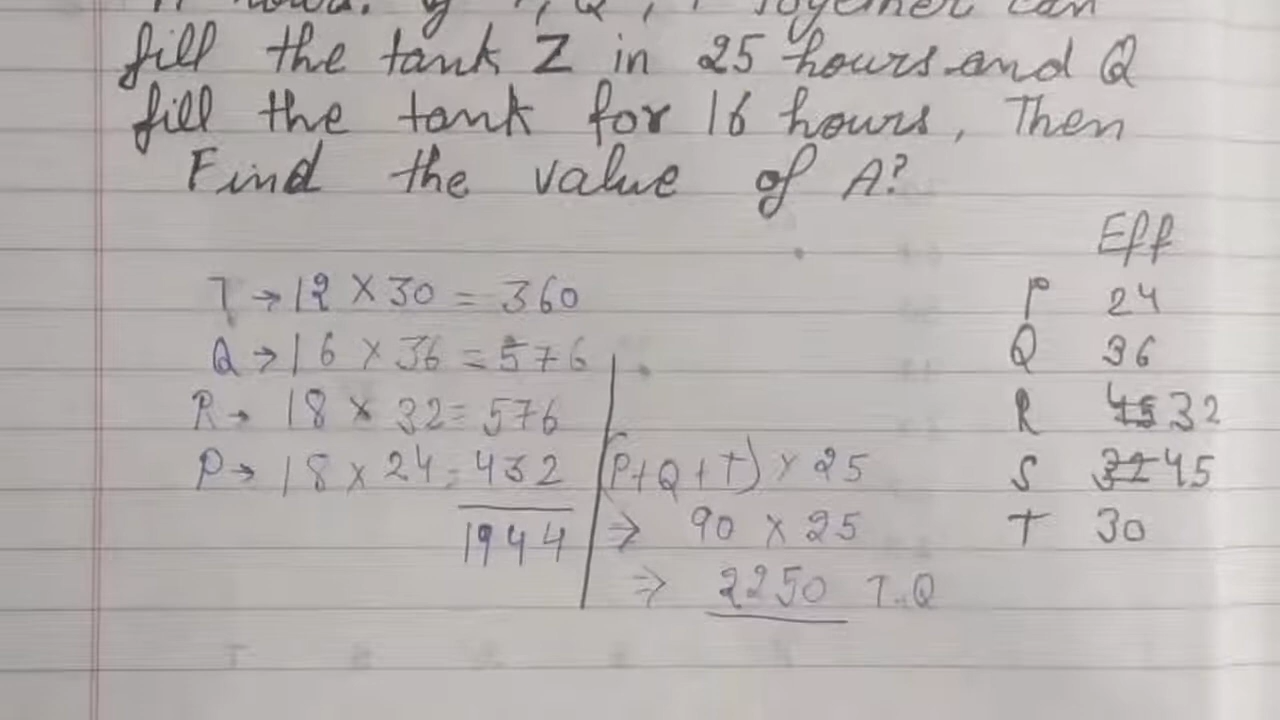 fill the tank Z in 25 hours and Q
fill the tank for 16 hours, Then
Find the value of A?
Eff
T → 12 × 30 = 360
P 24
Q → 16 × 36 = 576
Q 36
R → 18 × 32 = 576
R 32
P → 18 × 24 = 432
(P+Q+T) × 25
S 45
1944
⇒ 90 × 25
T 30
⇒ 2250 T.Q